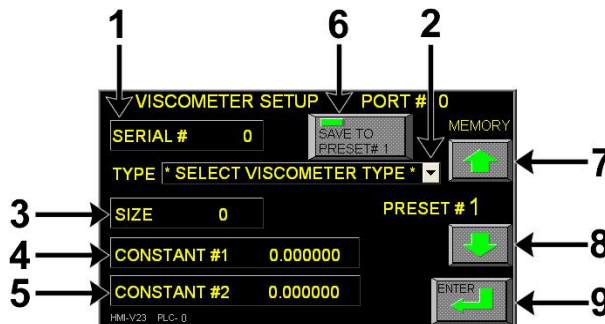 1 6 2
VISCOMETER SETUP PORT # 0
SERIAL # 0
SAVE TO
PRESET# 1
MEMORY
7
TYPE * SELECT VISCOMETER TYPE *
3 SIZE 0
PRESET # 1
4 CONSTANT #1 0.000000
8
5 CONSTANT #2 0.000000
ENTER
9
HMI-V23 PLC- 0